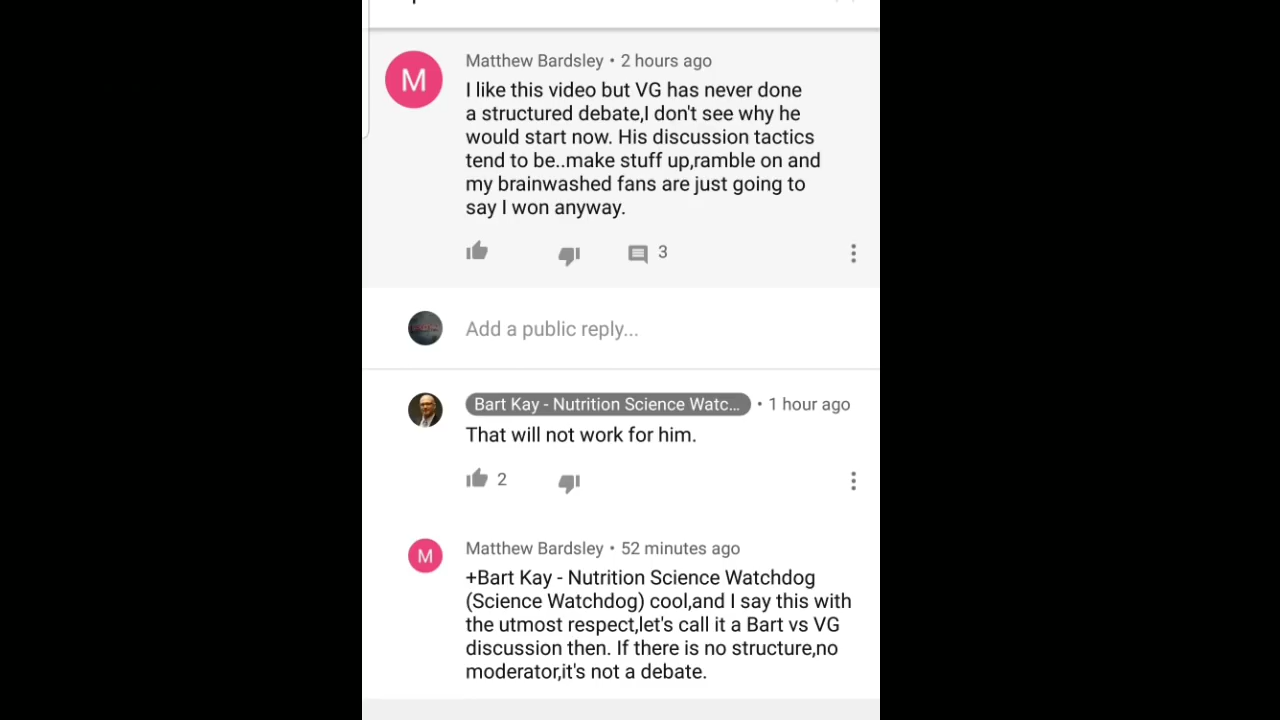 Matthew Bardsley • 2 hours ago
I like this video but VG has never done
a structured debate,I don't see why he
would start now. His discussion tactics
tend to be..make stuff up,ramble on and
my brainwashed fans are just going to
say I won anyway.
3
Add a public reply...
Bart Kay - Nutrition Science Watc... • 1 hour ago
That will not work for him.
2
Matthew Bardsley • 52 minutes ago
+Bart Kay - Nutrition Science Watchdog
(Science Watchdog) cool,and I say this with
the utmost respect,let's call it a Bart vs VG
discussion then. If there is no structure,no
moderator,it's not a debate.